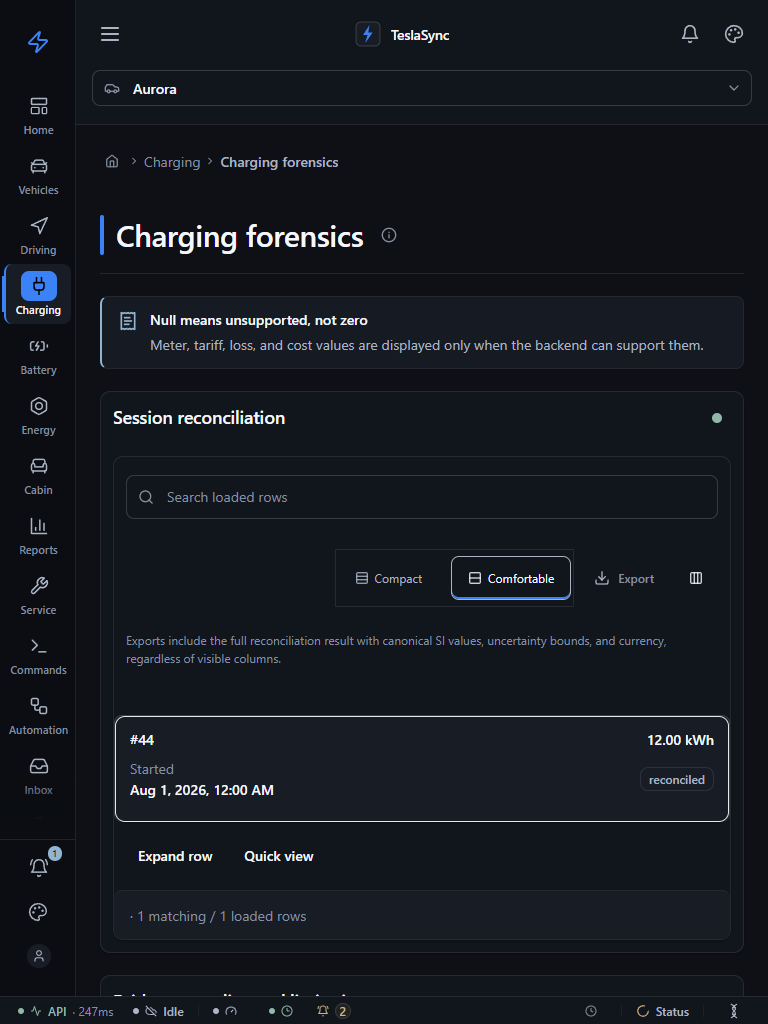 TeslaSync
Aurora
Home
Vehicles
Driving
Charging
Battery
Energy
Cabin
Reports
Service
Commands
Automation
Inbox
1
Charging
Charging forensics
Charging forensics
Null means unsupported, not zero
Meter, tariff, loss, and cost values are displayed only when the backend can support them.
Session reconciliation
Search loaded rows
Compact
Comfortable
Export
Exports include the full reconciliation result with canonical SI values, uncertainty bounds, and currency,
regardless of visible columns.
#44
12.00 kWh
Started
Aug 1, 2026, 12:00 AM
reconciled
Expand row
Quick view
· 1 matching / 1 loaded rows
API · 247ms
Idle
2
Status